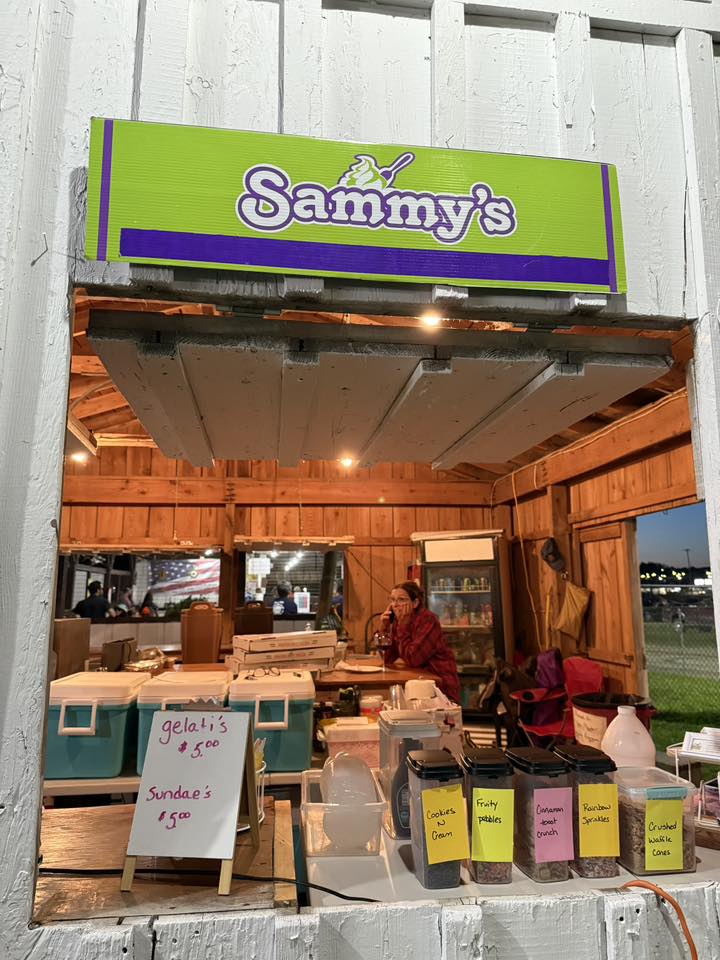 Sammy's
gelati's
$5.00
Sundae's
$5.00
Cookies
N
Cream
Fruity
pebbles
Cinnamon
toast
crunch
Rainbow
Sprinkles
Crushed
Waffle
Cones